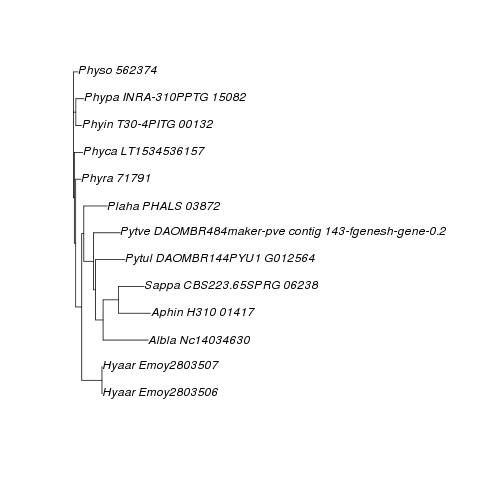 Physo 562374
Phypa INRA-310PPTG 15082
Phyin T30-4PITG 00132
Phyca LT1534536157
Phyra 71791
Plaha PHALS 03872
Pytve DAOMBR484maker-pve contig 143-fgenesh-gene-0.2
Pytul DAOMBR144PYU1 G012564
Sappa CBS223.65SPRG 06238
Aphin H310 01417
Albla Nc14034630
Hyaar Emoy2803507
Hyaar Emoy2803506